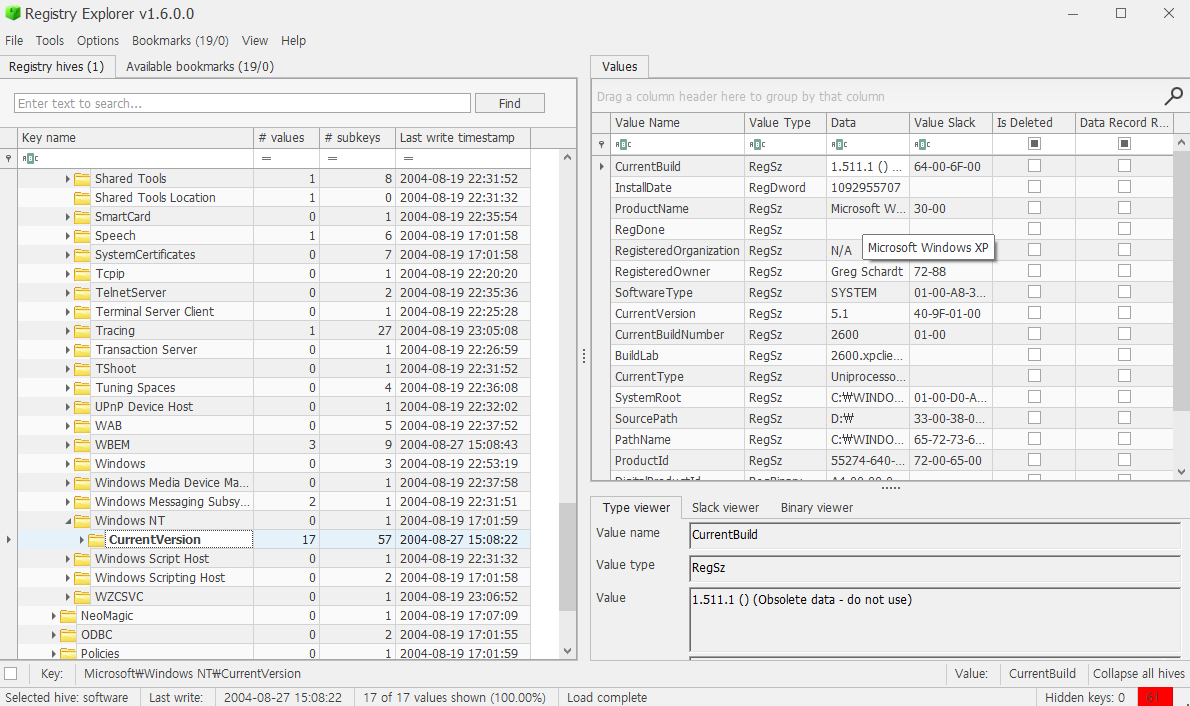 Registry Explorer v1.6.0.0
File Tools Options Bookmarks (19/0) View Help
Registry hives (1) Available bookmarks (19/0)
Enter text to search... Find
Key name # values # subkeys Last write timestamp
= = =
Shared Tools 1 8 2004-08-19 22:31:52
Shared Tools Location 1 0 2004-08-19 22:31:32
SmartCard 0 1 2004-08-19 22:35:54
Speech 1 6 2004-08-19 17:01:58
SystemCertificates 0 7 2004-08-19 17:01:58
Tcpip 0 1 2004-08-19 22:20:20
TelnetServer 0 2 2004-08-19 22:35:36
Terminal Server Client 0 1 2004-08-19 22:25:28
Tracing 1 27 2004-08-19 23:05:08
Transaction Server 0 1 2004-08-19 22:26:59
TShoot 0 1 2004-08-19 22:31:52
Tuning Spaces 0 4 2004-08-19 22:36:08
UPnP Device Host 0 1 2004-08-19 22:32:02
WAB 0 5 2004-08-19 22:37:52
WBEM 3 9 2004-08-27 15:08:43
Windows 0 3 2004-08-19 22:53:19
Windows Media Device Ma... 0 1 2004-08-19 22:37:58
Windows Messaging Subsy... 2 1 2004-08-19 22:31:51
Windows NT 0 1 2004-08-19 17:01:59
CurrentVersion 17 57 2004-08-27 15:08:22
Windows Script Host 0 1 2004-08-19 22:31:32
Windows Scripting Host 0 2 2004-08-19 17:01:58
WZCSVC 0 1 2004-08-19 23:06:52
NeoMagic 0 1 2004-08-19 17:07:09
ODBC 0 2 2004-08-19 17:01:55
Policies 0 1 2004-08-19 17:01:59
Values
Drag a column header here to group by that column
Value Name Value Type Data Value Slack Is Deleted Data Record R...
CurrentBuild RegSz 1.511.1 () ... 64-00-6F-00
InstallDate RegDword 1092955707
ProductName RegSz Microsoft W... 30-00
RegDone RegSz
RegisteredOrganization RegSz N/A
Microsoft Windows XP
RegisteredOwner RegSz Greg Schardt 72-88
SoftwareType RegSz SYSTEM 01-00-A8-3...
CurrentVersion RegSz 5.1 40-9F-01-00
CurrentBuildNumber RegSz 2600 01-00
BuildLab RegSz 2600.xpclie...
CurrentType RegSz Uniprocesso...
SystemRoot RegSz C:₩WINDO... 01-00-D0-A...
SourcePath RegSz D:₩ 33-00-38-0...
PathName RegSz C:₩WINDO... 65-72-73-6...
ProductId RegSz 55274-640-... 72-00-65-00
DigitalProductId RegBinary
Type viewer Slack viewer Binary viewer
Value name CurrentBuild
Value type RegSz
Value 1.511.1 () (Obsolete data - do not use)
Key: Microsoft₩Windows NT₩CurrentVersion Value: CurrentBuild Collapse all hives
Selected hive: software Last write: 2004-08-27 15:08:22 17 of 17 values shown (100.00%) Load complete Hidden keys: 0